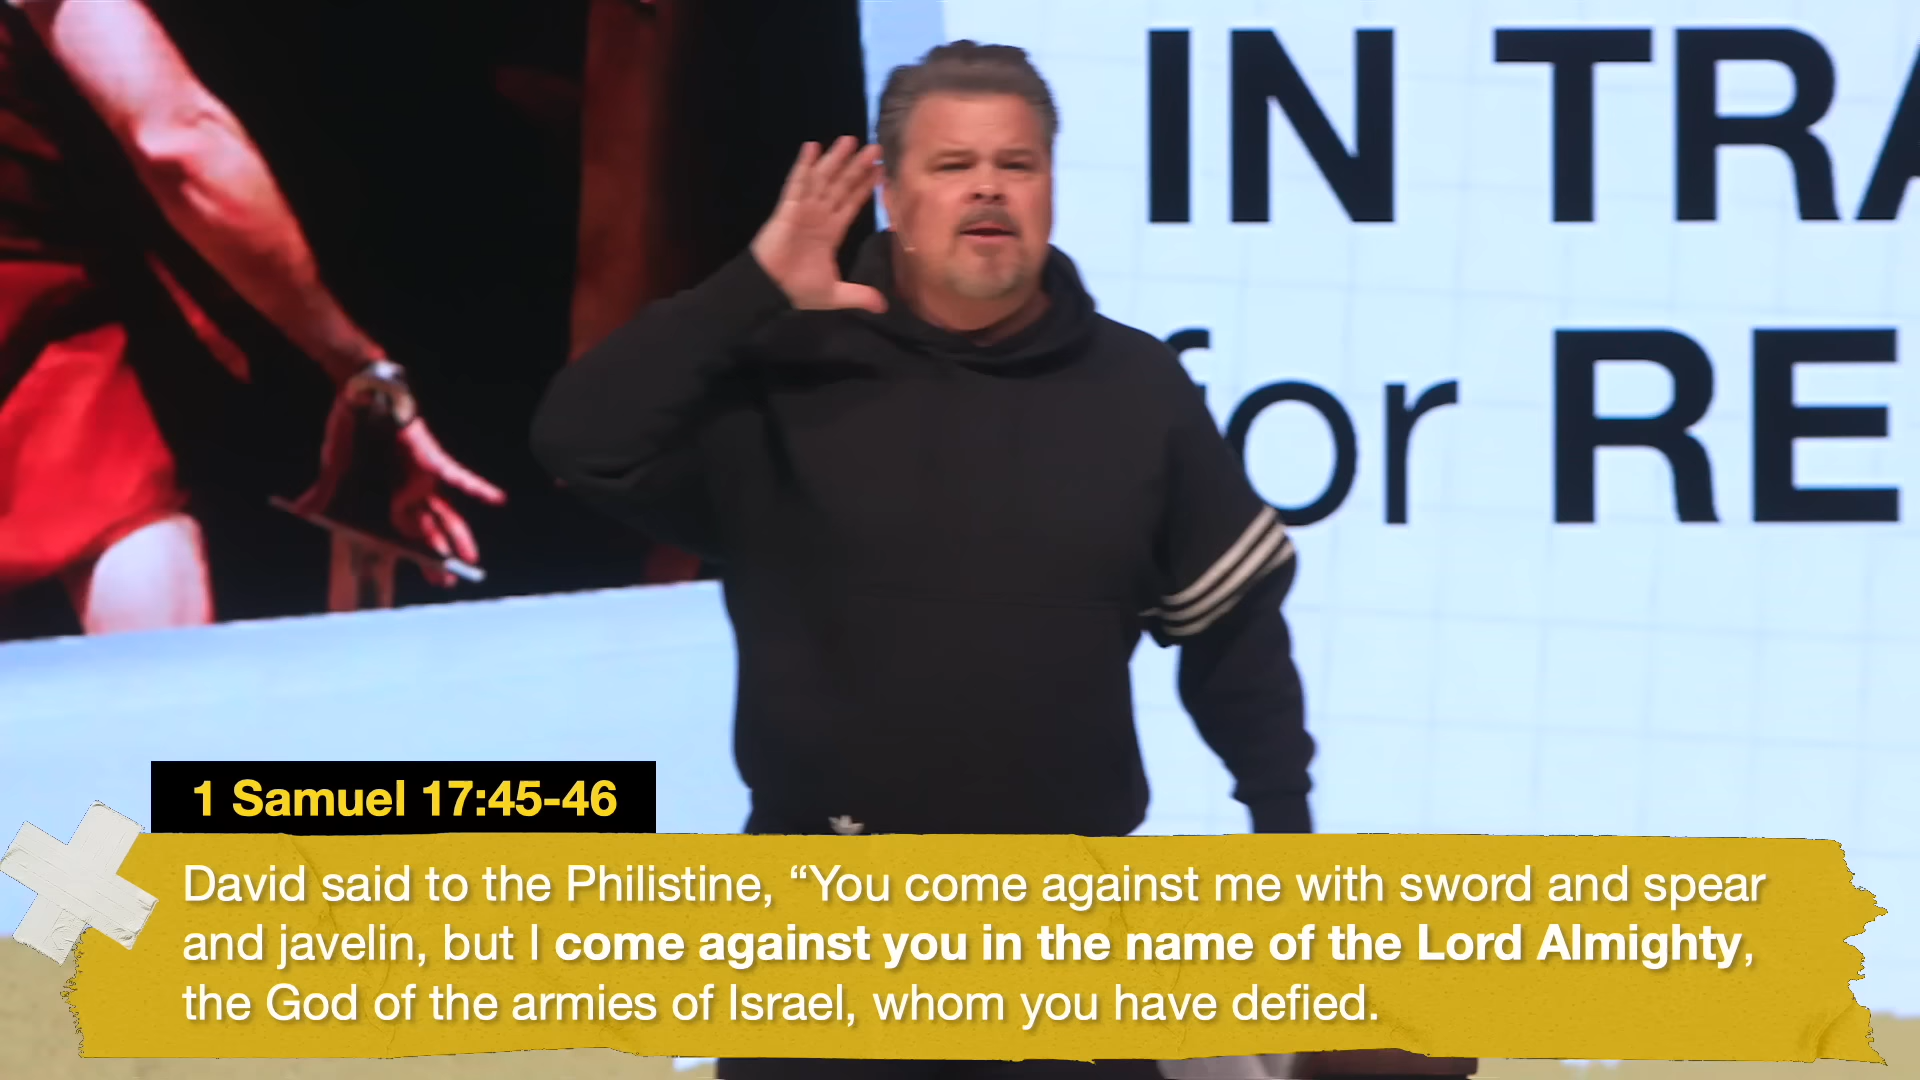 IN TRA
for RE
1 Samuel 17:45-46
David said to the Philistine, “You come against me with sword and spear
and javelin, but I come against you in the name of the Lord Almighty,
the God of the armies of Israel, whom you have defied.